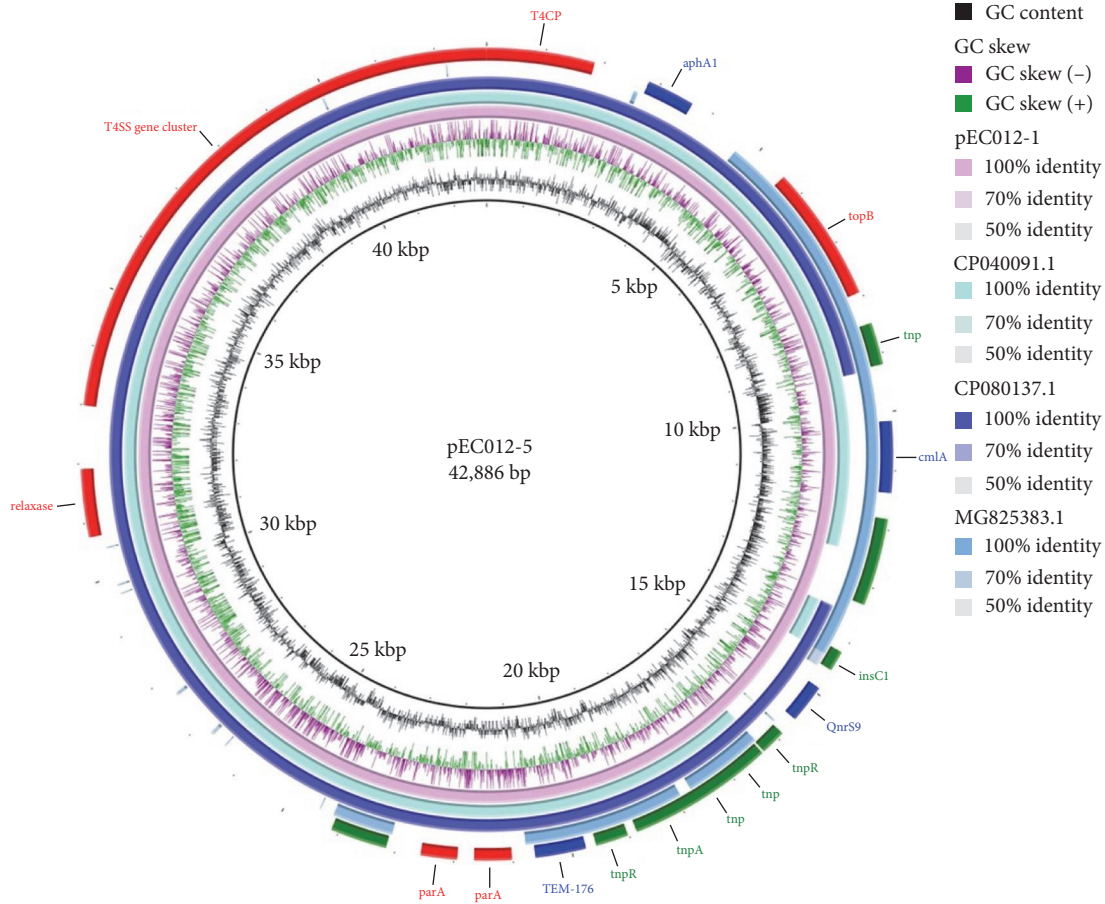 T4CP
aphA1
T4SS gene cluster
topB
tnp
cmlA
relaxase
insC1
QnrS9
tnpR
tnp
tnp
tnpA
tnpR
TEM-176
parA
parA
40 kbp
5 kbp
35 kbp
10 kbp
pEC012-5
42,886 bp
30 kbp
15 kbp
25 kbp
20 kbp
GC content
GC skew
GC skew (–)
GC skew (+)
pEC012-1
100% identity
70% identity
50% identity
CP040091.1
100% identity
70% identity
50% identity
CP080137.1
100% identity
70% identity
50% identity
MG825383.1
100% identity
70% identity
50% identity